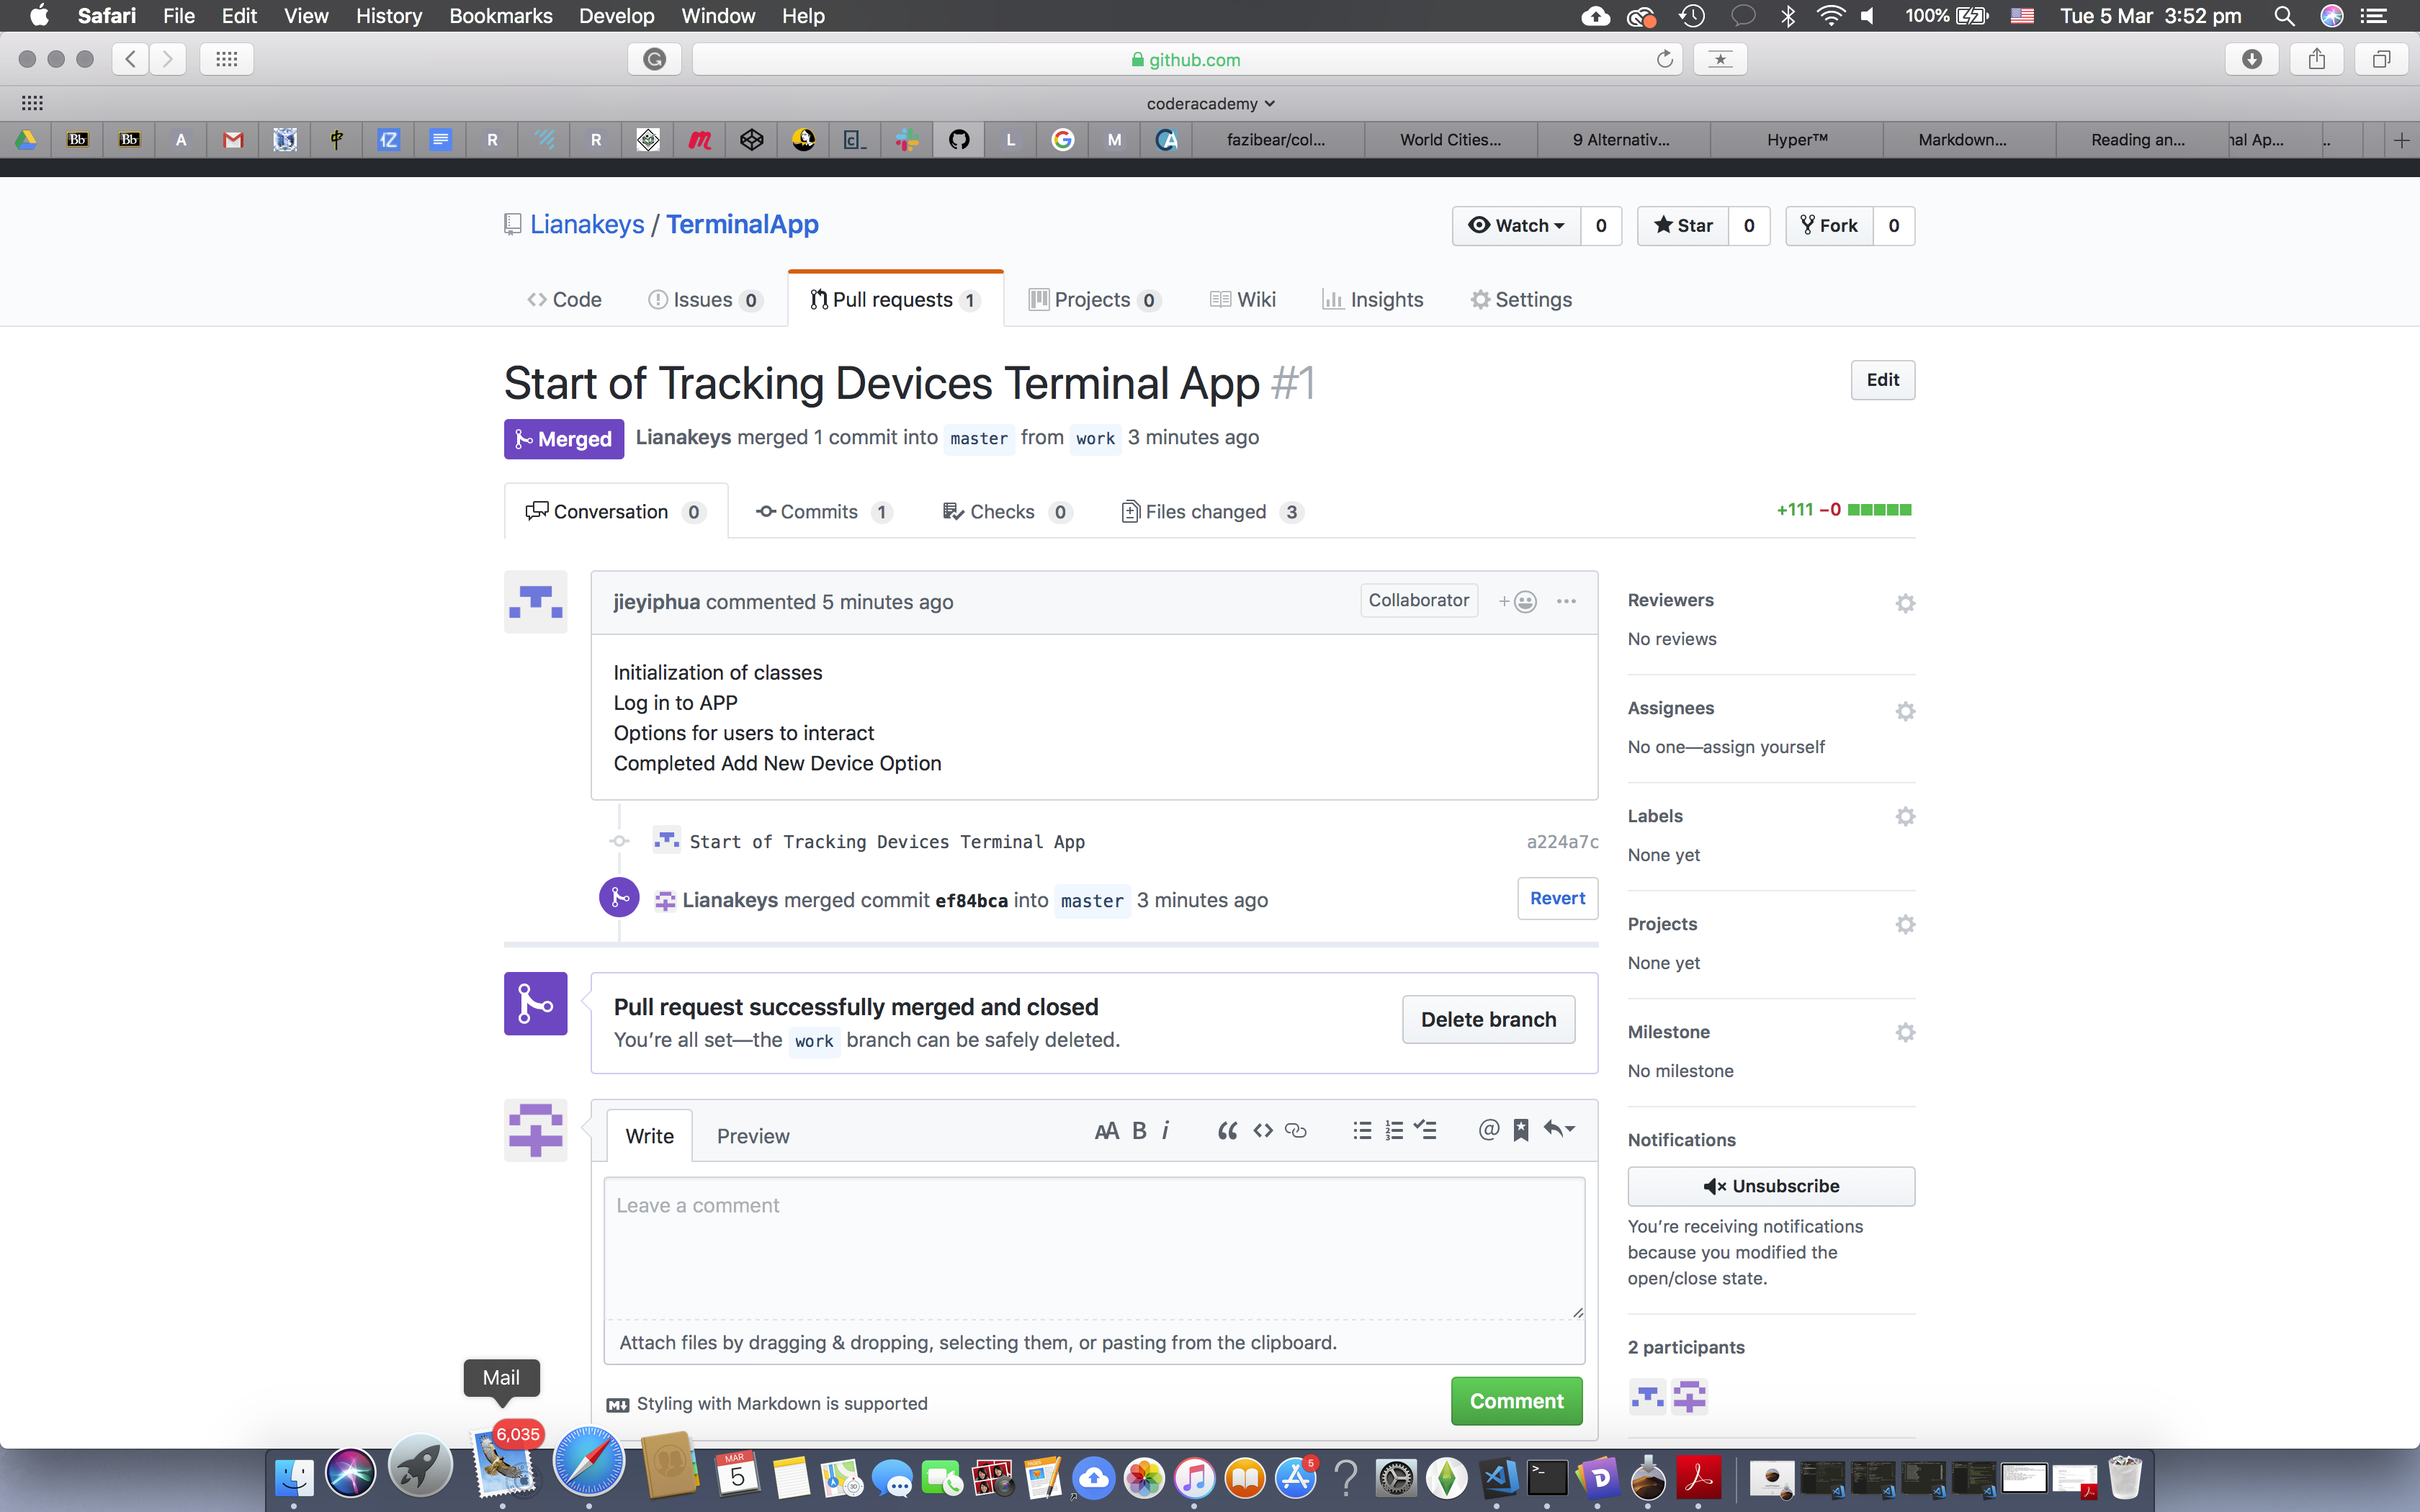 Safari File Edit View History Bookmarks Develop Window Help 100% Tue 5 Mar 3:52 pm
github.com
coderacademy
Bb Bb A M 12 R R m C_ L G M CA fazibear/col... World Cities... 9 Alternativ... Hyper™ Markdown... Reading an... nal Ap... ..
Lianakeys / TerminalApp
Watch 0 Star 0 Fork 0
Code Issues 0 Pull requests 1 Projects 0 Wiki Insights Settings
Start of Tracking Devices Terminal App #1
Edit
Merged Lianakeys merged 1 commit into master from work 3 minutes ago
Conversation 0 Commits 1 Checks 0 Files changed 3 +111 −0
jieyiphua commented 5 minutes ago Collaborator
Initialization of classes
Log in to APP
Options for users to interact
Completed Add New Device Option
Start of Tracking Devices Terminal App a224a7c
Lianakeys merged commit ef84bca into master 3 minutes ago Revert
Pull request successfully merged and closed
You're all set—the work branch can be safely deleted.
Delete branch
Write Preview
Leave a comment
Attach files by dragging & dropping, selecting them, or pasting from the clipboard.
Styling with Markdown is supported
Comment
Reviewers
No reviews
Assignees
No one—assign yourself
Labels
None yet
Projects
None yet
Milestone
No milestone
Notifications
Unsubscribe
You're receiving notifications
because you modified the
open/close state.
2 participants
Mail
6,035
MAR
5
5